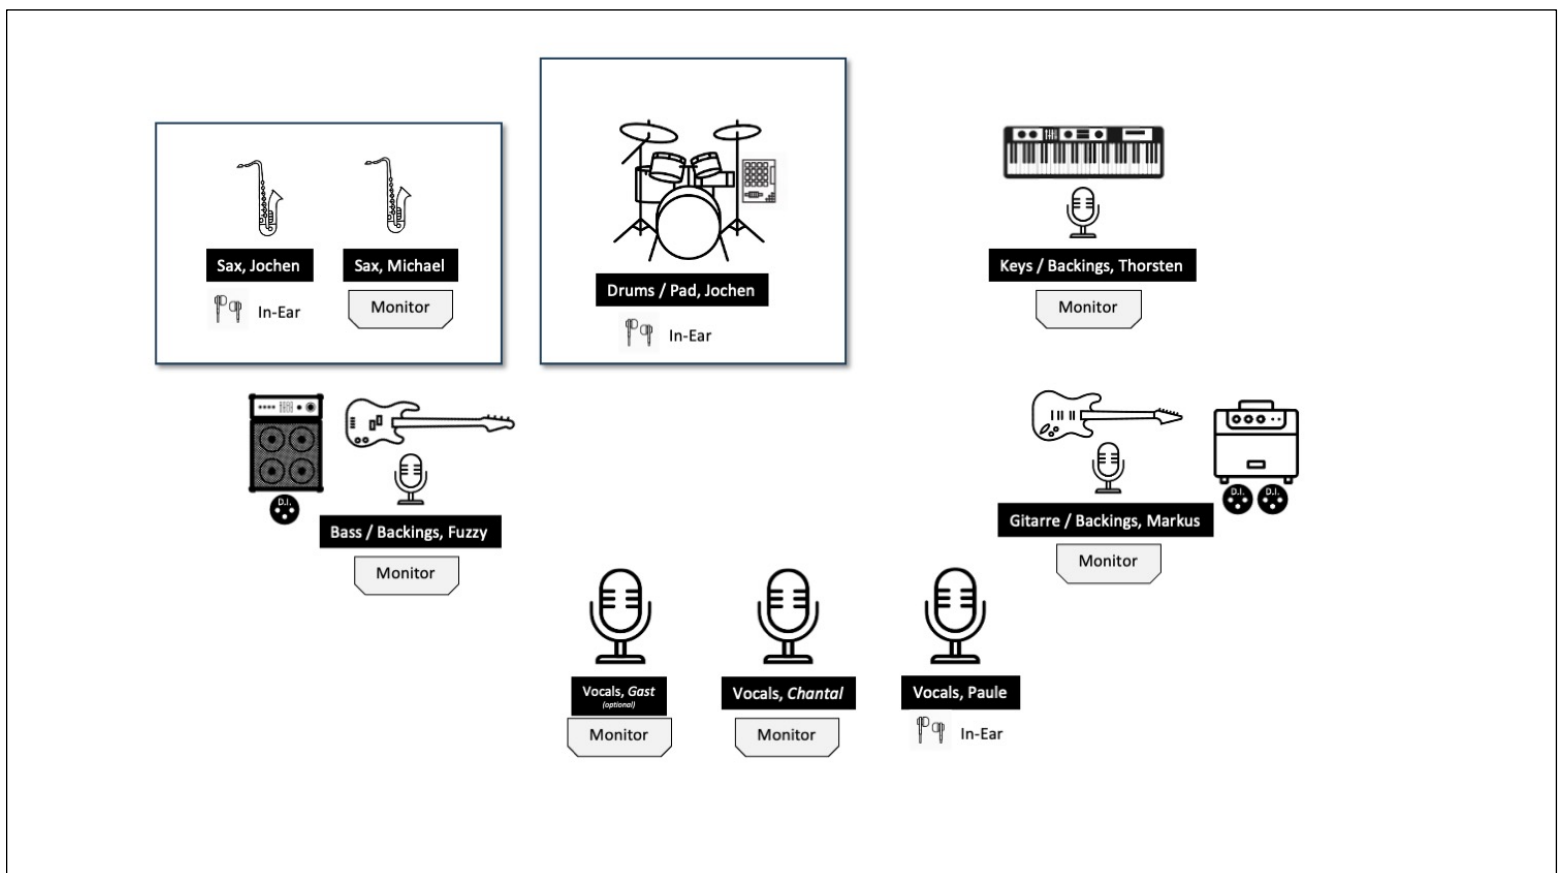 Sax, Jochen
Sax, Michael
In-Ear
Monitor
Drums / Pad, Jochen
In-Ear
Keys / Backings, Thorsten
Monitor
D.I.
Bass / Backings, Fuzzy
Monitor
D.I.
D.I.
Gitarre / Backings, Markus
Monitor
Vocals, Gast
(optional)
Monitor
Vocals, Chantal
Monitor
Vocals, Paule
In-Ear